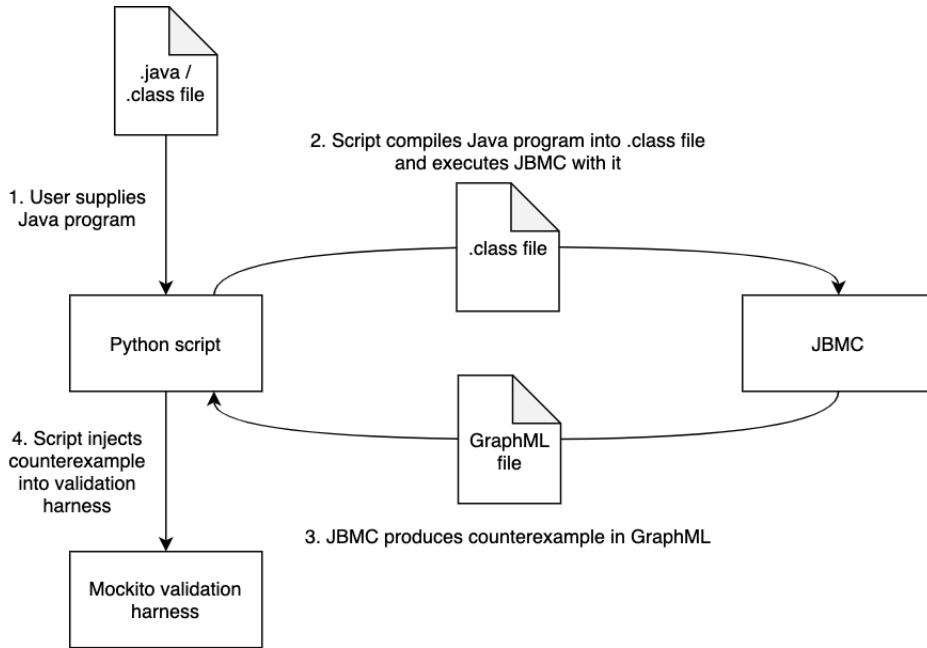 .java /
.class file
1. User supplies
Java program
2. Script compiles Java program into .class file
and executes JBMC with it
.class file
Python script
JBMC
GraphML
file
3. JBMC produces counterexample in GraphML
4. Script injects
counterexample
into validation
harness
Mockito validation
harness